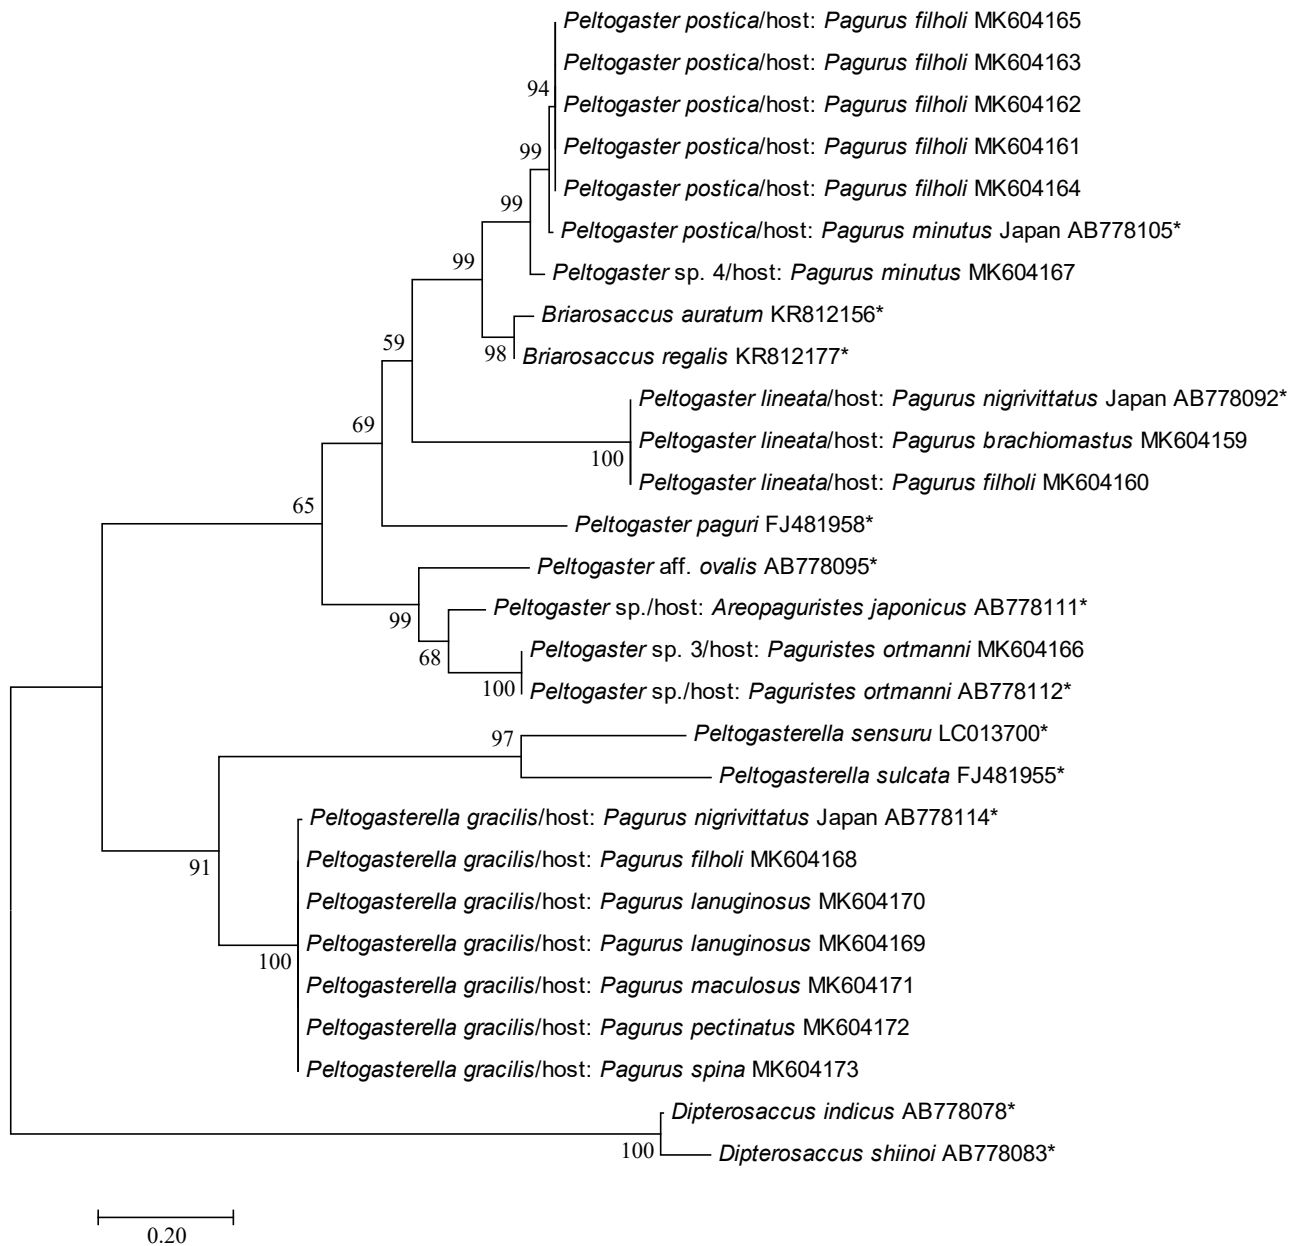 Peltogaster postica/host: Pagurus filholi MK604165
Peltogaster postica/host: Pagurus filholi MK604163
94
Peltogaster postica/host: Pagurus filholi MK604162
Peltogaster postica/host: Pagurus filholi MK604161
99
Peltogaster postica/host: Pagurus filholi MK604164
99
Peltogaster postica/host: Pagurus minutus Japan AB778105*
99
Peltogaster sp. 4/host: Pagurus minutus MK604167
Briarosaccus auratum KR812156*
59
98
Briarosaccus regalis KR812177*
Peltogaster lineata/host: Pagurus nigrivittatus Japan AB778092*
69
Peltogaster lineata/host: Pagurus brachiomastus MK604159
100
Peltogaster lineata/host: Pagurus filholi MK604160
65
Peltogaster paguri FJ481958*
Peltogaster aff. ovalis AB778095*
99
Peltogaster sp./host: Areopaguristes japonicus AB778111*
68
Peltogaster sp. 3/host: Paguristes ortmanni MK604166
100
Peltogaster sp./host: Paguristes ortmanni AB778112*
97
Peltogasterella sensuru LC013700*
Peltogasterella sulcata FJ481955*
Peltogasterella gracilis/host: Pagurus nigrivittatus Japan AB778114*
91
Peltogasterella gracilis/host: Pagurus filholi MK604168
Peltogasterella gracilis/host: Pagurus lanuginosus MK604170
Peltogasterella gracilis/host: Pagurus lanuginosus MK604169
100
Peltogasterella gracilis/host: Pagurus maculosus MK604171
Peltogasterella gracilis/host: Pagurus pectinatus MK604172
Peltogasterella gracilis/host: Pagurus spina MK604173
Dipterosaccus indicus AB778078*
100
Dipterosaccus shiinoi AB778083*
0.20